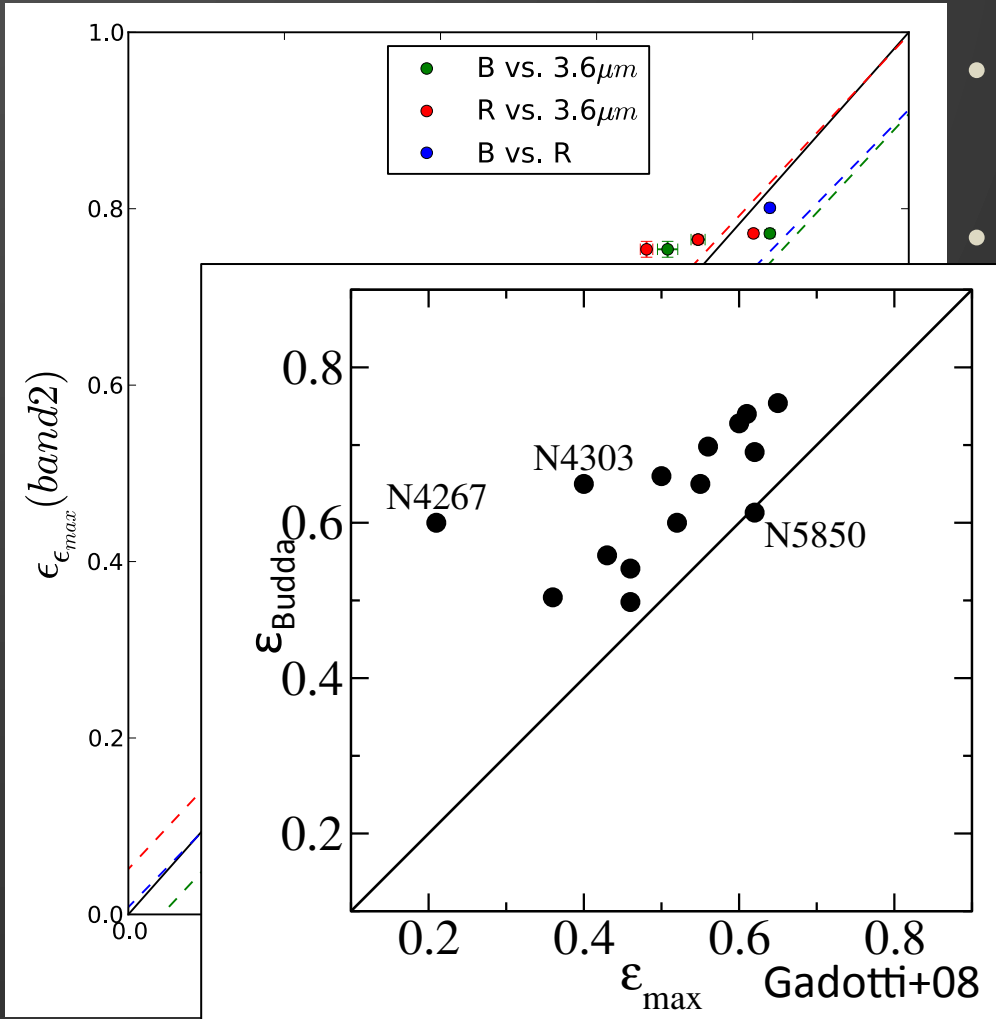 1.0
B vs. 3.6μm
R vs. 3.6μm
B vs. R
0.8
0.6
0.4
0.2
0.0
0.0
ϵ_ϵmax(band2)
0.8
0.6
0.4
0.2
ε_Budda
N4303
N4267
N5850
0.2 0.4 0.6 0.8
ε_max
Gadotti+08